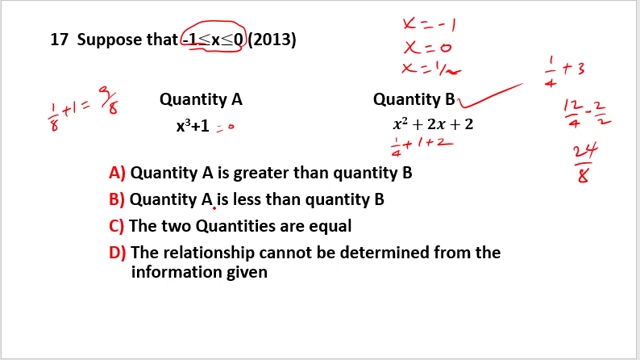 17 Suppose that -1≤x≤0 (2013)
x = -1
x = 0
1/8 + 1 = 9/8
1/4 + 3
Quantity A
Quantity B
x³+1 = 0
x² + 2x + 2
12/4 - 2/2
1/4 + 1 + 2
24/8
A) Quantity A is greater than quantity B
B) Quantity A is less than quantity B
C) The two Quantities are equal
D) The relationship cannot be determined from the
information given